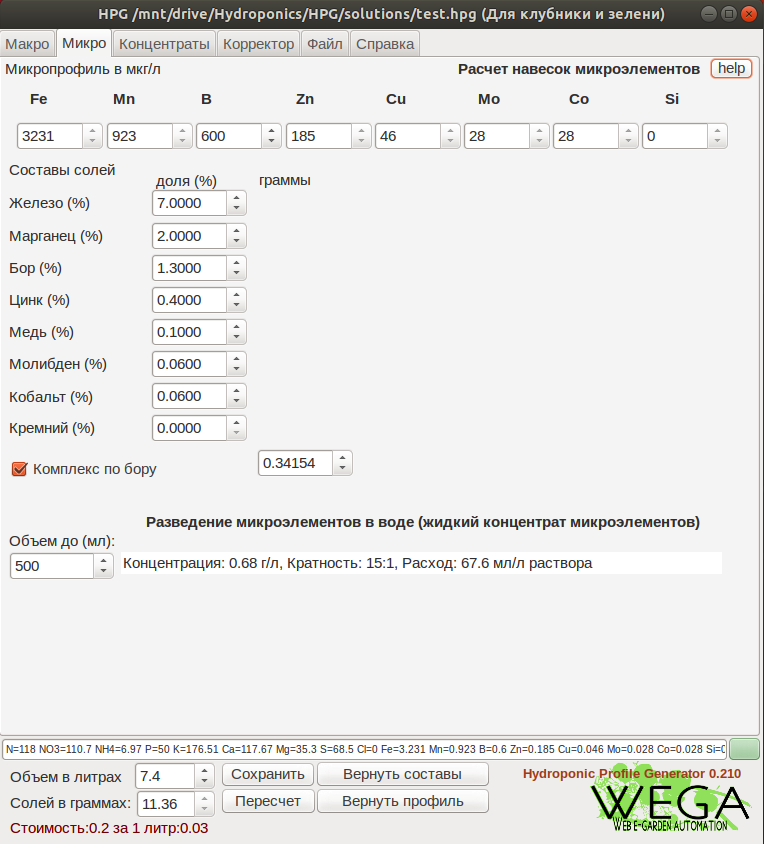 HPG /mnt/drive/Hydroponics/HPG/solutions/test.hpg (Для клубники и зелени)
Макро Микро Концентраты Корректор Файл Справка
Микропрофиль в мкг/л Расчет навесок микроэлементов help
Fe Mn B Zn Cu Mo Co Si
3231 923 600 185 46 28 28 0
Составы солей доля (%) граммы
Железо (%) 7.0000
Марганец (%) 2.0000
Бор (%) 1.3000
Цинк (%) 0.4000
Медь (%) 0.1000
Молибден (%) 0.0600
Кобальт (%) 0.0600
Кремний (%) 0.0000
Комплекс по бору 0.34154
Разведение микроэлементов в воде (жидкий концентрат микроэлементов)
Объем до (мл):
500 Концентрация: 0.68 г/л, Кратность: 15:1, Расход: 67.6 мл/л раствора
N=118 NO3=110.7 NH4=6.97 P=50 K=176.51 Ca=117.67 Mg=35.3 S=68.5 Cl=0 Fe=3.231 Mn=0.923 B=0.6 Zn=0.185 Cu=0.046 Mo=0.028 Co=0.028 Si=0
Объем в литрах 7.4 Сохранить Вернуть составы Hydroponic Profile Generator 0.210
Солей в граммах: 11.36 Пересчет Вернуть профиль WEGA
Стоимость:0.2 за 1 литр:0.03 WEB E-GARDEN AUTOMATION